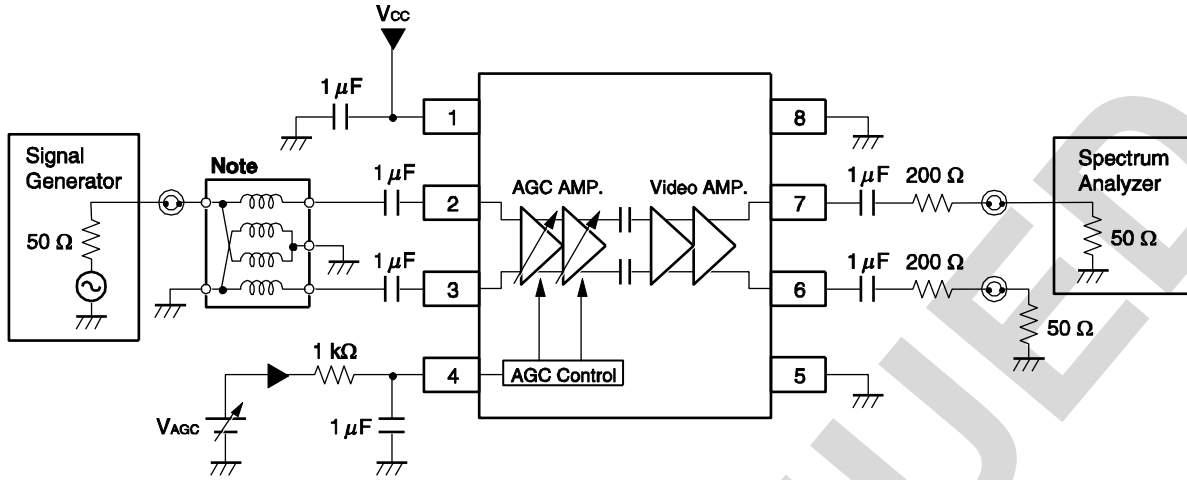 VCC
1 μF
1
8
Signal
Generator
50 Ω
Note
1 μF
2
AGC AMP.
Video AMP.
7
1 μF
200 Ω
Spectrum
Analyzer
50 Ω
1 μF
3
6
1 μF
200 Ω
50 Ω
1 kΩ
4
AGC Control
5
VAGC
1 μF
UED